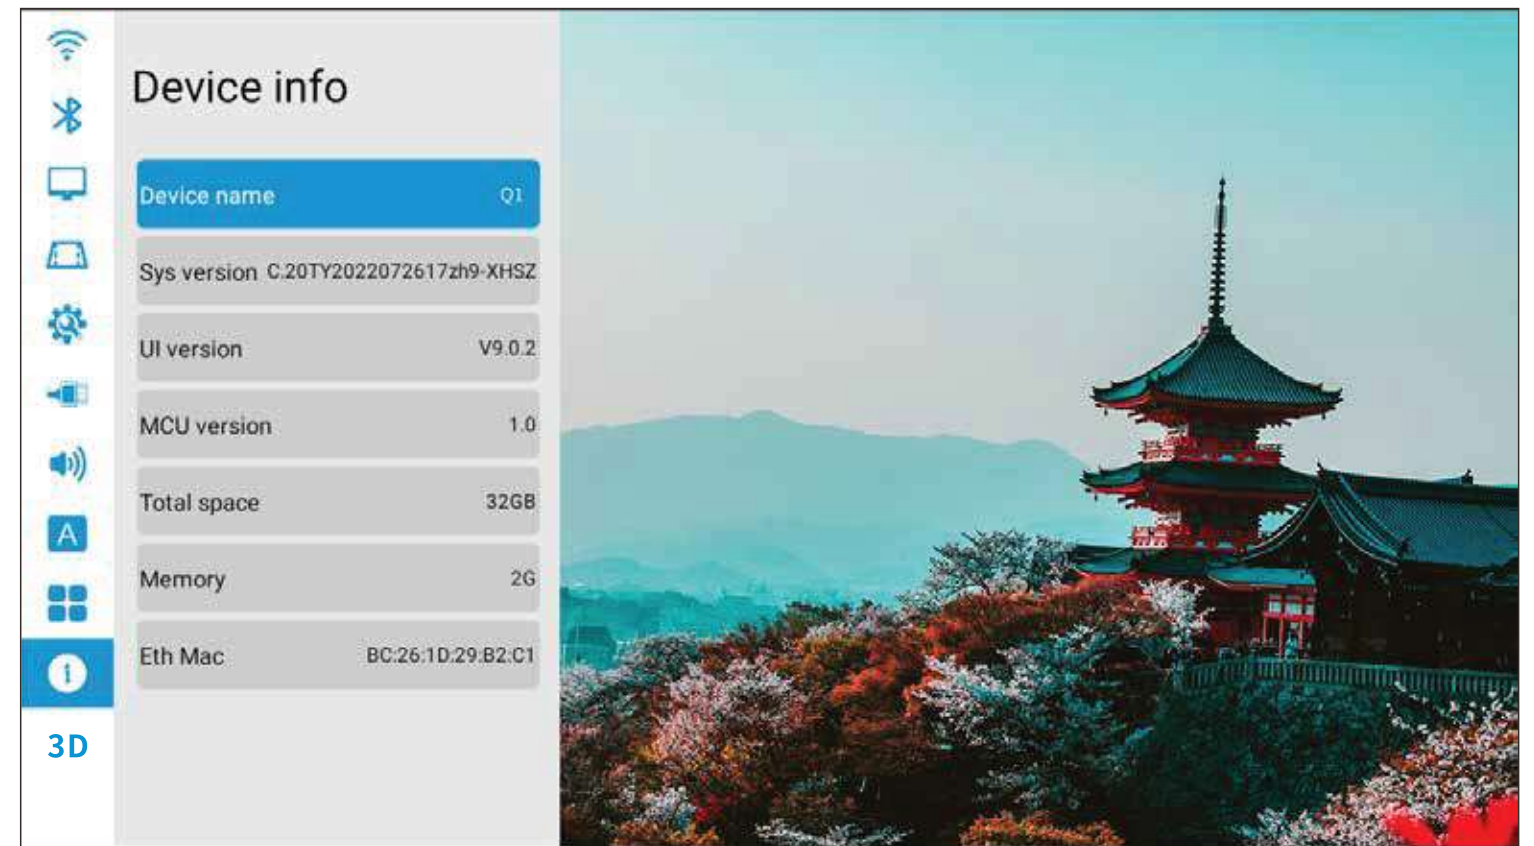 Device info
Device name Q1
Sys version C.20TY2022072617zh9-XHSZ
UI version V9.0.2
MCU version 1.0
Total space 32GB
A
Memory 2G
Eth Mac BC:26:1D:29:B2:C1
3D